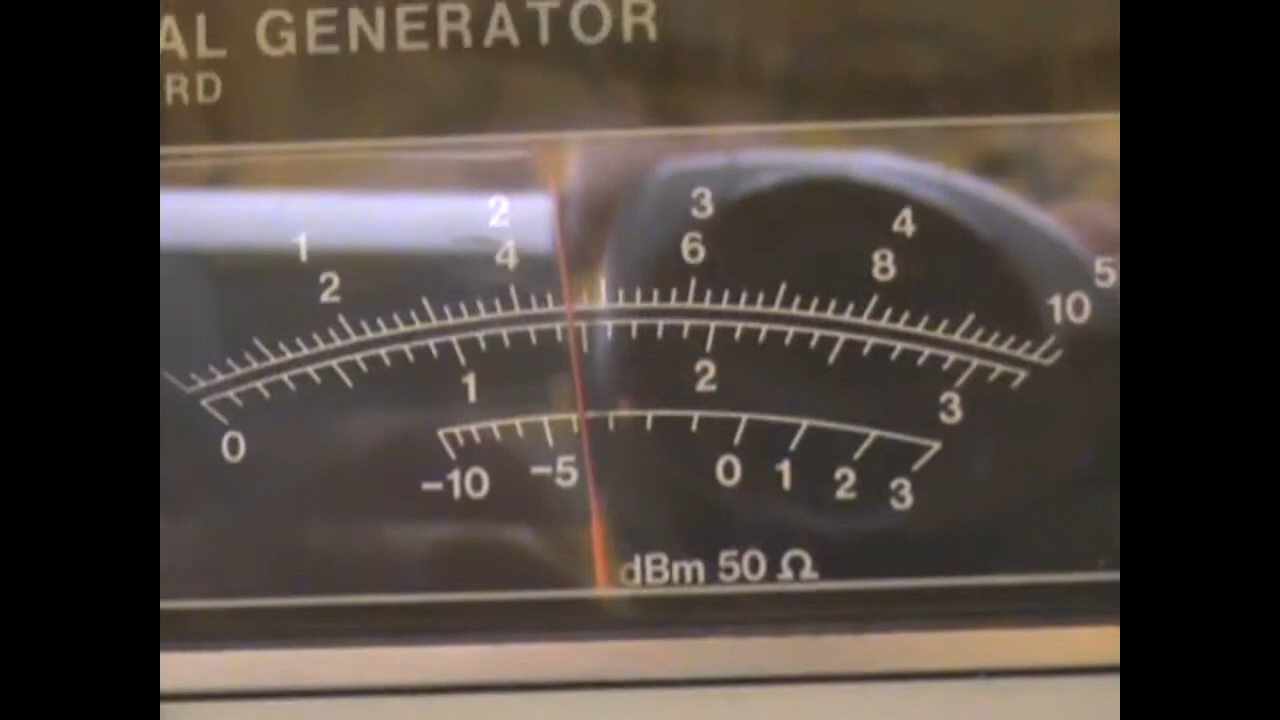 AL GENERATOR
RD
1 2 3 4 5
2 4 6 8 10
0 1 2 3
-10 -5 0 1 2 3
dBm 50 Ω